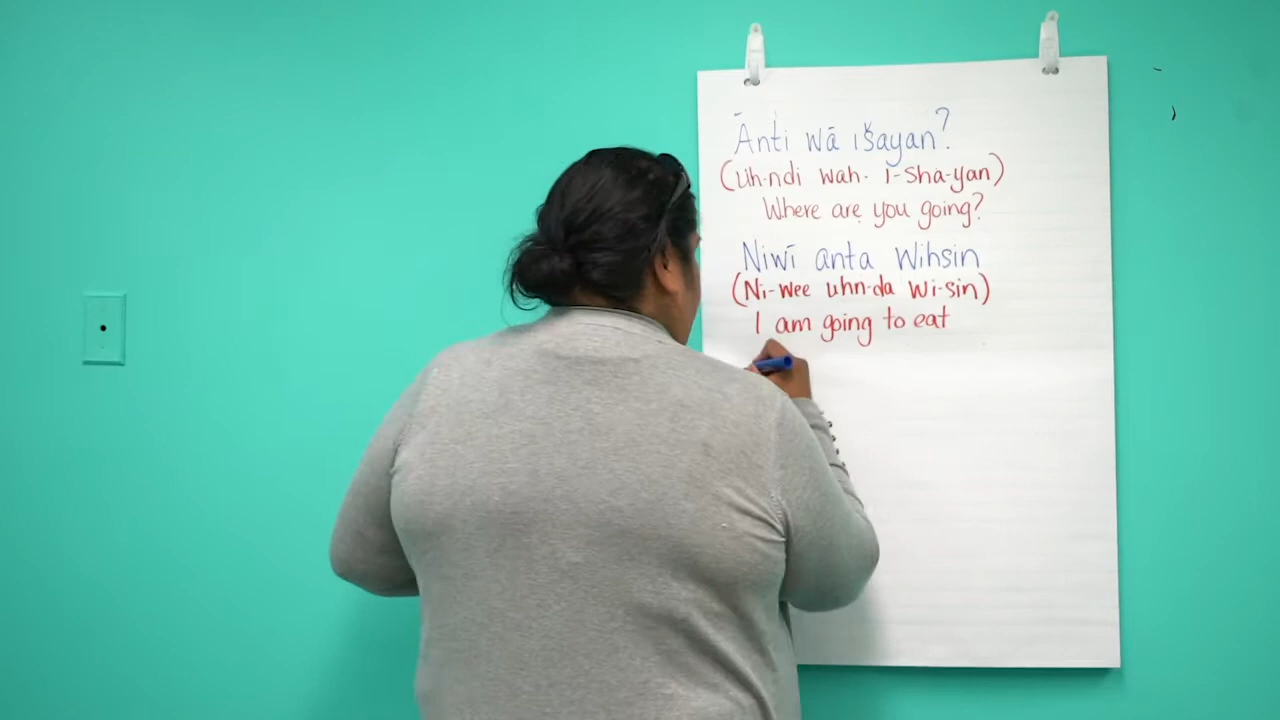 Ānti wā išayan?
(Uh-ndi wah- i-sha-yan)
Where are you going?
Niwī anta wihsin
(Ni-wee uhn-da wi-sin)
I am going to eat